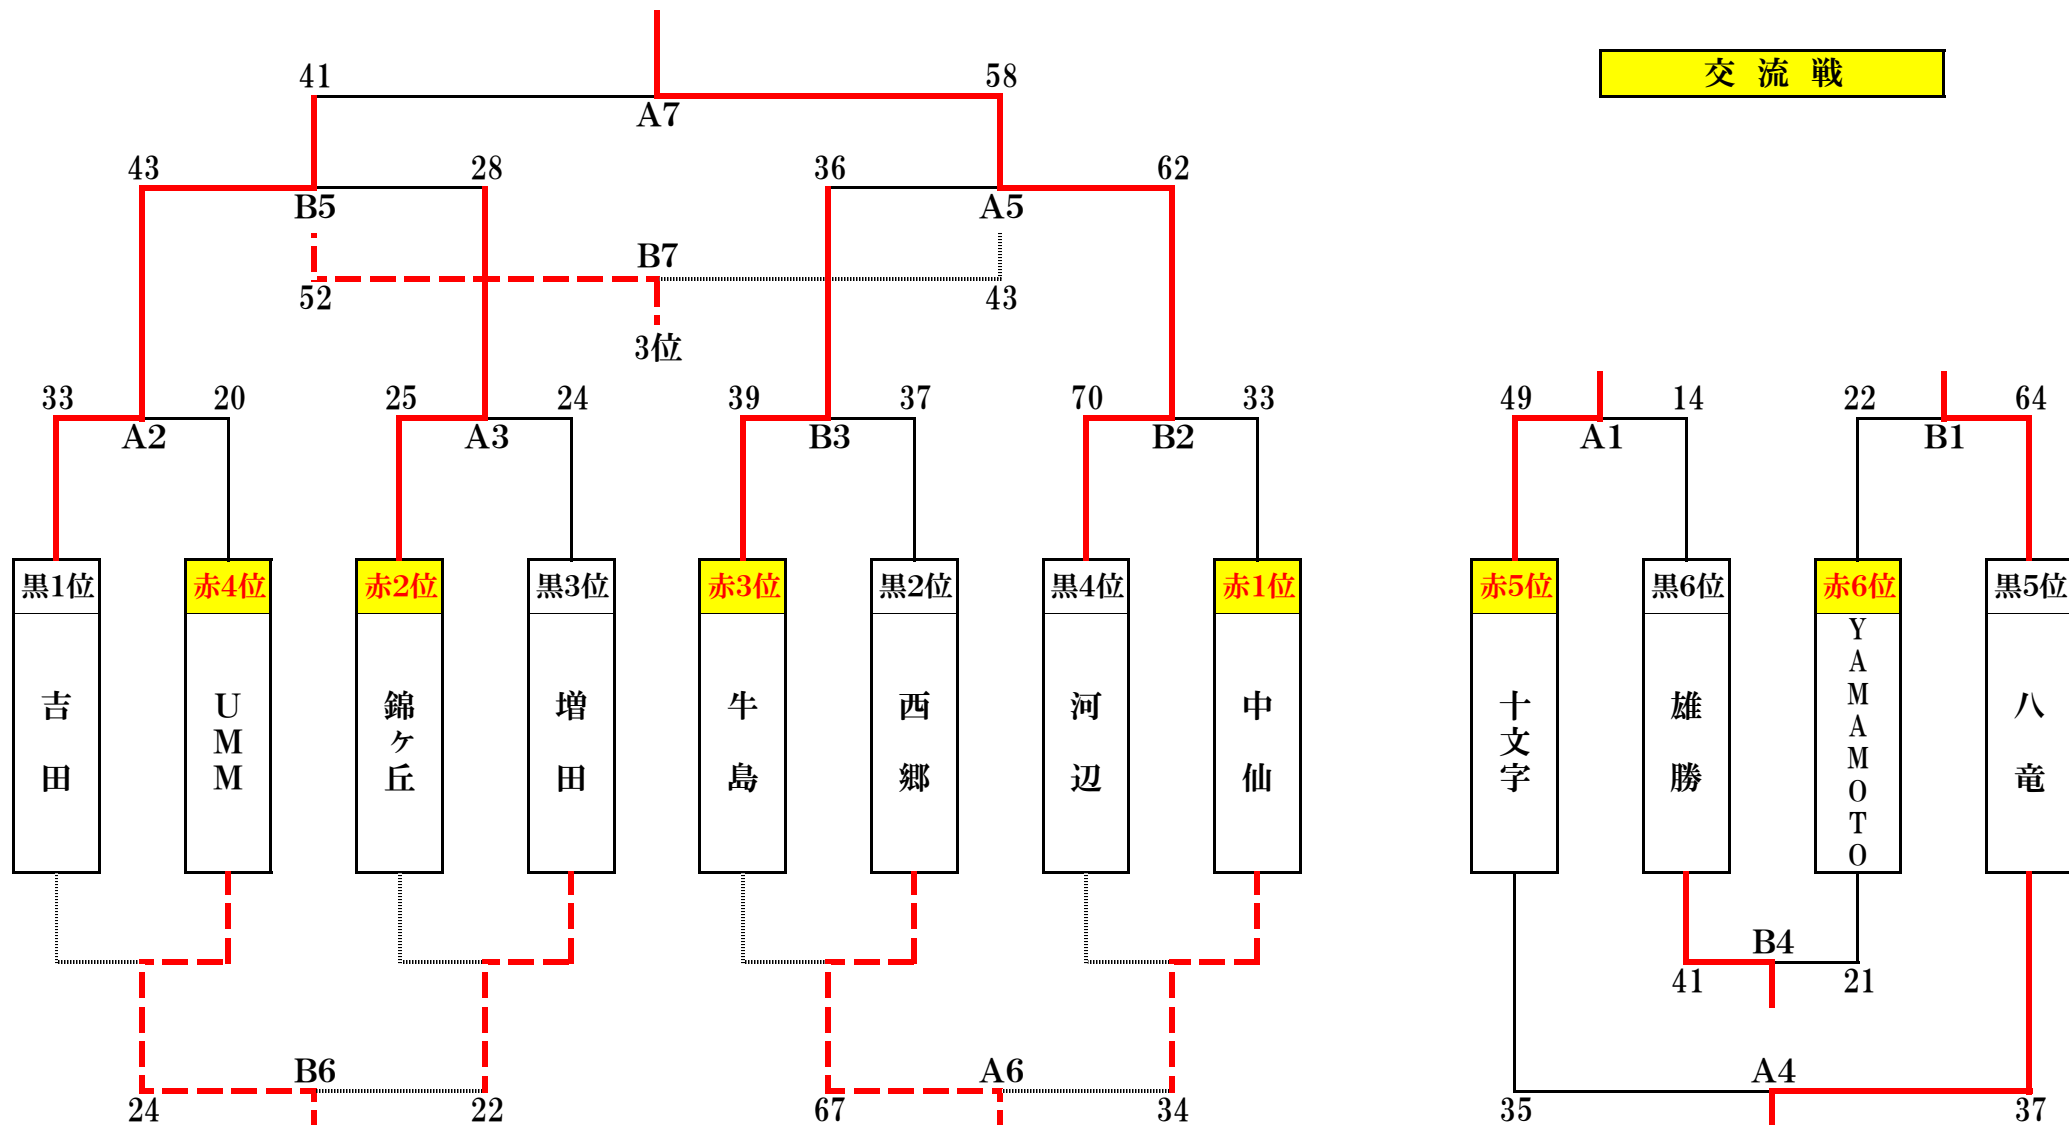 交流戦
41 58
A7
43 28 36 62
B5 A5
B7
52 43
3位
33 20 25 24 39 37 70 33 49 14 22 64
A2 A3 B3 B2 A1 B1
黒1位 赤4位 赤2位 黒3位 赤3位 黒2位 黒4位 赤1位 赤5位 黒6位 赤6位 黒5位
吉田
UMM
錦ヶ丘
増田
牛島
西郷
河辺
中仙
十文字
雄勝
YAMAMOTO
八竜
B4
41 21
B6 A6 A4
24 22 67 34 35 37